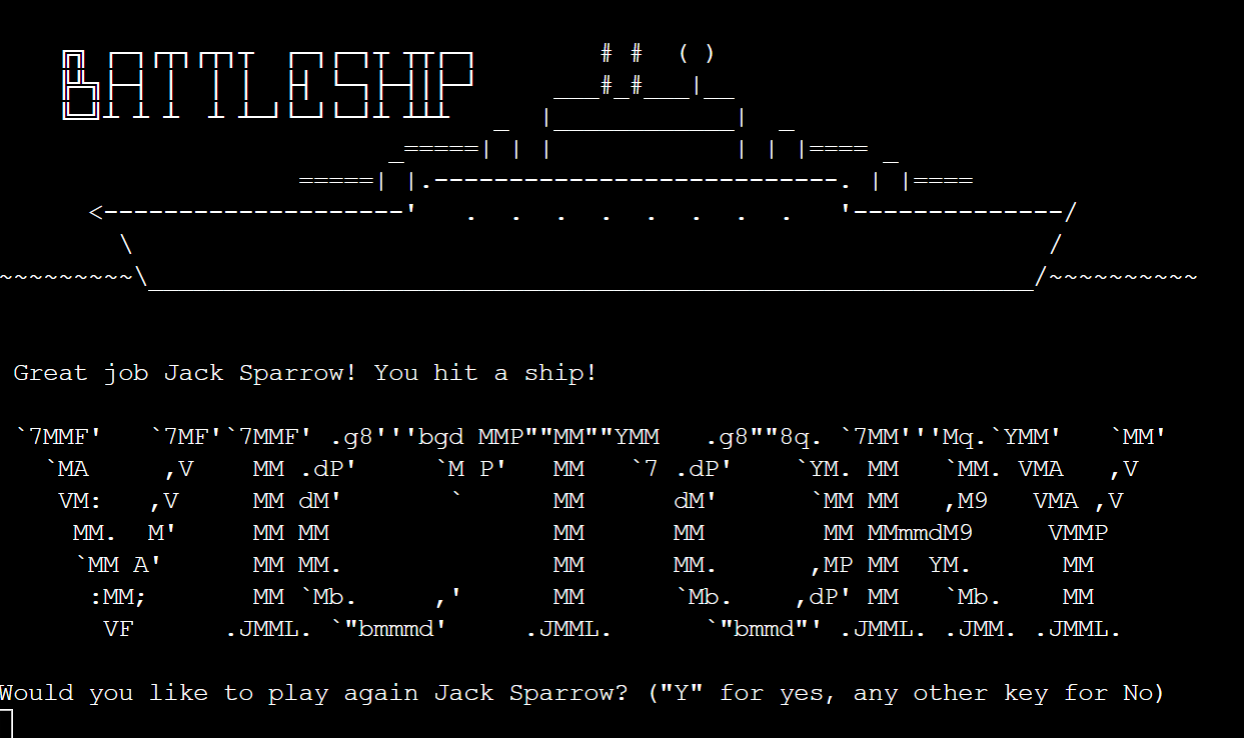 BATTLESHIP
Great job Jack Sparrow! You hit a ship!
VICTORY
Would you like to play again Jack Sparrow? ("Y" for yes, any other key for No)